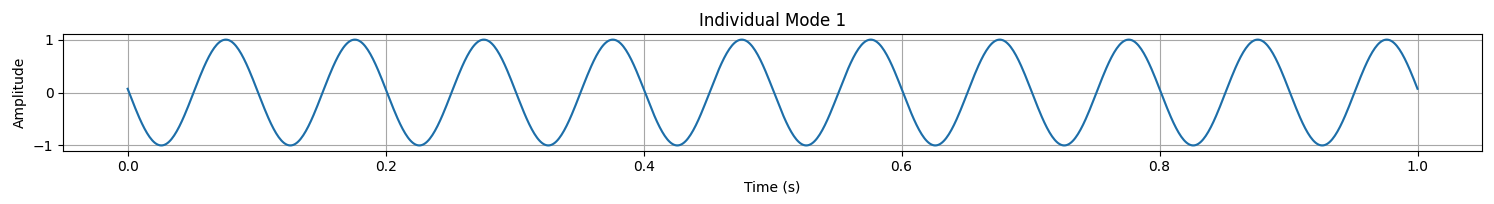 Individual Mode 1
Amplitude
1
0
−1
0.0 0.2 0.4 0.6 0.8 1.0
Time (s)